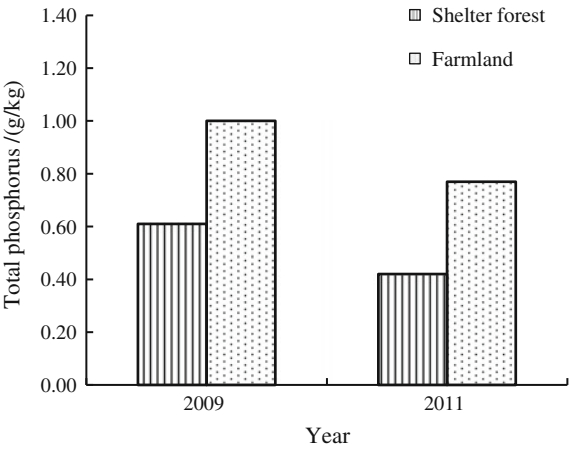 Shelter forest
Farmland
Total phosphorus /(g/kg)
1.40
1.20
1.00
0.80
0.60
0.40
0.20
0.00
2009
2011
Year